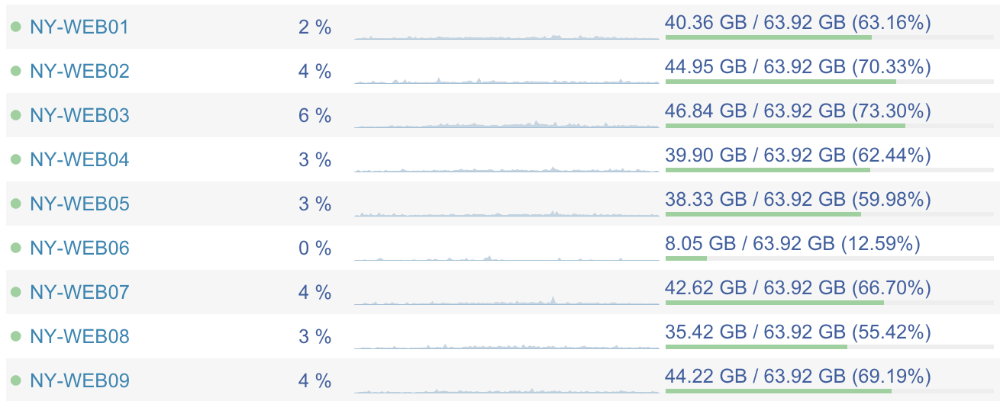 NY-WEB01 2 % 40.36 GB / 63.92 GB (63.16%)
NY-WEB02 4 % 44.95 GB / 63.92 GB (70.33%)
NY-WEB03 6 % 46.84 GB / 63.92 GB (73.30%)
NY-WEB04 3 % 39.90 GB / 63.92 GB (62.44%)
NY-WEB05 3 % 38.33 GB / 63.92 GB (59.98%)
NY-WEB06 0 % 8.05 GB / 63.92 GB (12.59%)
NY-WEB07 4 % 42.62 GB / 63.92 GB (66.70%)
NY-WEB08 3 % 35.42 GB / 63.92 GB (55.42%)
NY-WEB09 4 % 44.22 GB / 63.92 GB (69.19%)